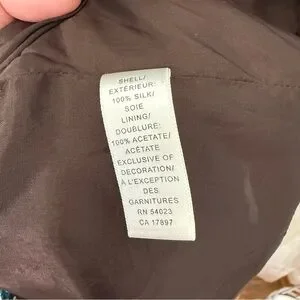 SHELL/
EXTÉRIEUR:
100% SILK/
SOIE
LINING/
DOUBLURE:
100% ACETATE/
ACÉTATE
EXCLUSIVE OF
DECORATION/
À L'EXCEPTION
DES
GARNITURES
RN 54023
CA 17897